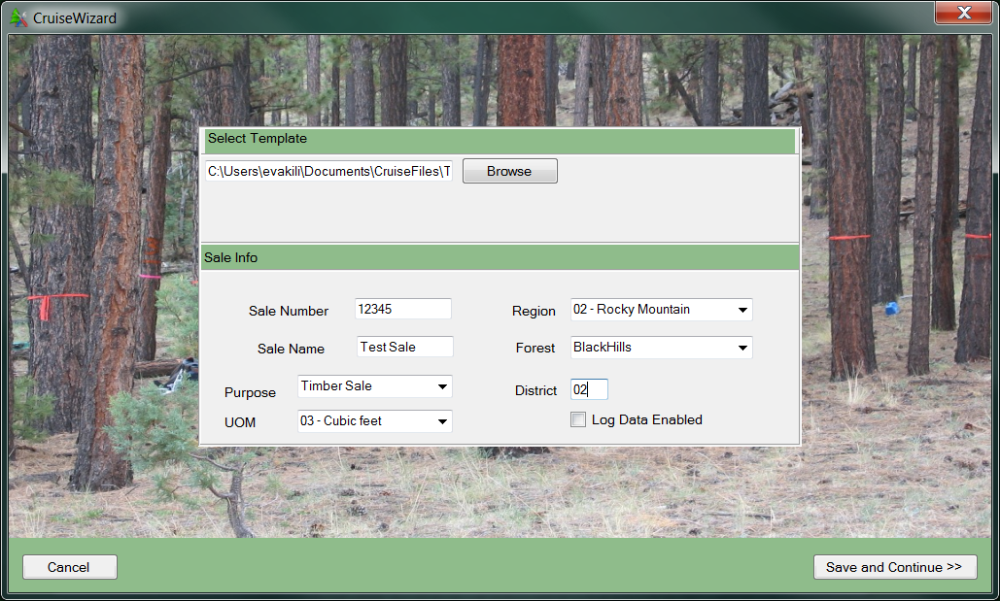 CruiseWizard
Select Template
C:\Users\evakili\Documents\CruiseFiles\T
Browse
Sale Info
Sale Number 12345 Region 02 - Rocky Mountain
Sale Name Test Sale Forest BlackHills
Purpose Timber Sale District 02
UOM 03 - Cubic feet Log Data Enabled
Cancel Save and Continue >>